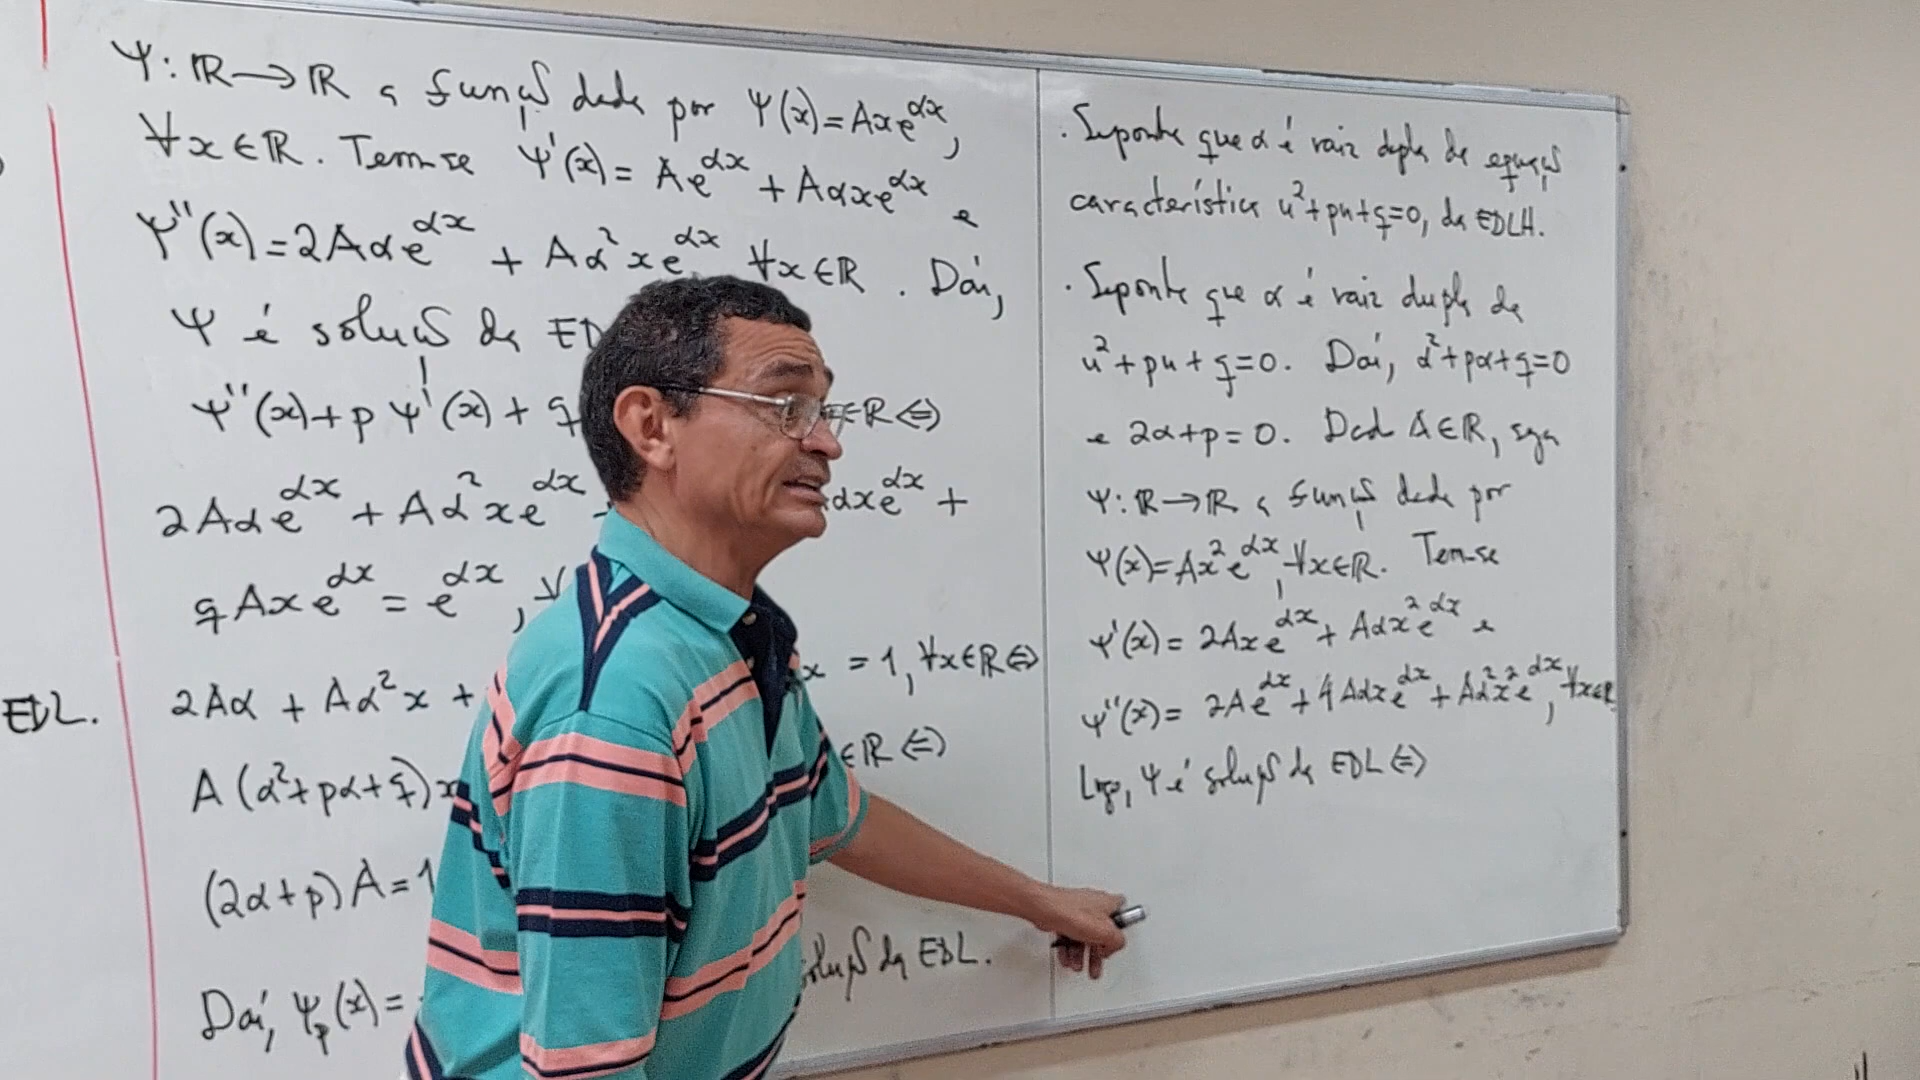 Ψ: ℝ → ℝ a função dada por Ψ(x) = Axe^{αx},
∀x ∈ ℝ. Tem-se Ψ'(x) = Ae^{αx} + Aαxe^{αx} e
Ψ''(x) = 2Aαe^{αx} + Aα²xe^{αx} ∀x ∈ ℝ. Daí,
Ψ é solução da
Ψ''(x) + pΨ'(x) + q ∈ ℝ ⇔
2Aαe^{αx} + Aα²xe^{αx} αxe^{αx} +
qAxe^{αx} = e^{αx},
EDL.
2Aα + Aα²x + x = 1, ∀x ∈ ℝ ⇔
A(α² + pα + q)x ∈ ℝ ⇔
(2α + p)A = 1
Daí, Ψ_p(x) = solução da EDL.
· Suponha que α é raiz dupla da equação
característica u² + pu + q = 0, da EDLH.
· Suponha que α é raiz dupla de
u² + pu + q = 0. Daí, α² + pα + q = 0
e 2α + p = 0. Dado A ∈ ℝ, seja
Ψ: ℝ → ℝ a função dada por
Ψ(x) = Ax²e^{αx}, ∀x ∈ ℝ. Tem-se
Ψ'(x) = 2Axe^{αx} + Aαx²e^{αx} e
Ψ''(x) = 2Ae^{αx} + 4Aαxe^{αx} + Aα²x²e^{αx}, ∀x ∈ ℝ
Logo, Ψ é solução da EDL ⇔